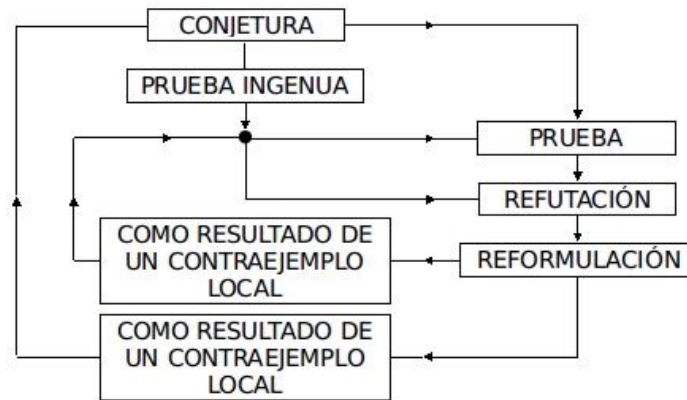 CONJETURA
PRUEBA INGENUA
PRUEBA
REFUTACIÓN
COMO RESULTADO DE
UN CONTRAEJEMPLO
LOCAL
REFORMULACIÓN
COMO RESULTADO DE
UN CONTRAEJEMPLO
LOCAL